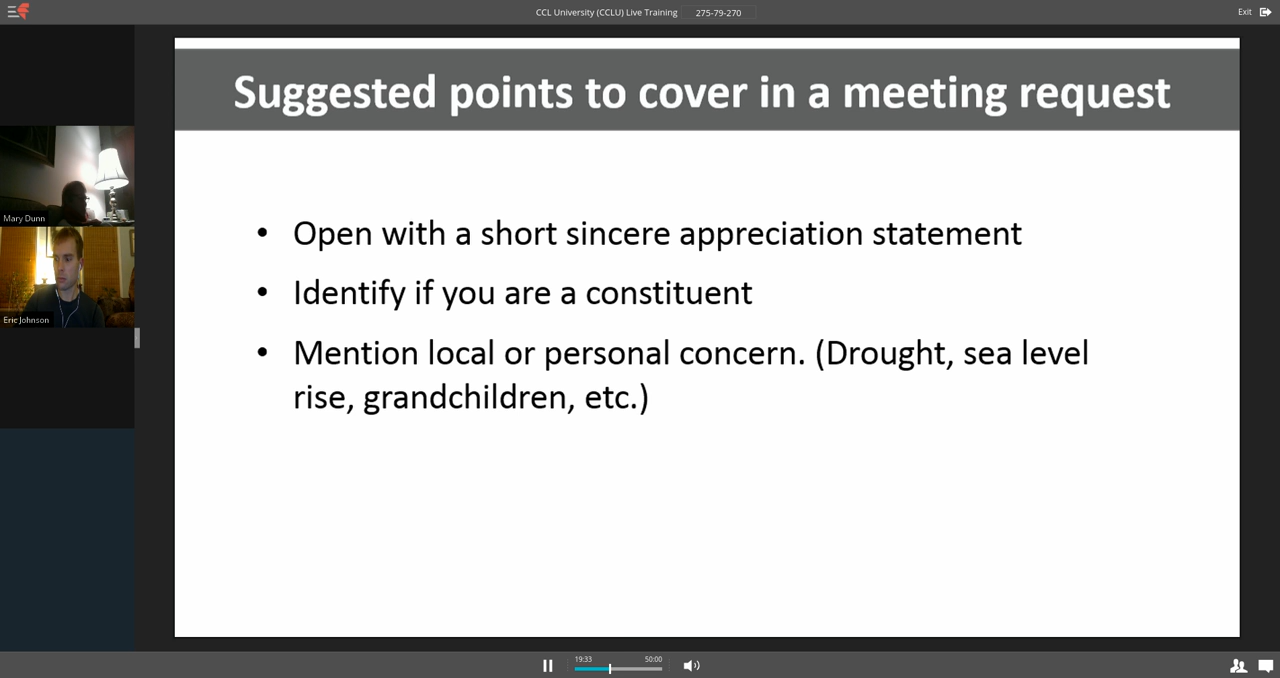 CCL University (CCLU) Live Training 275-79-270 Exit
Suggested points to cover in a meeting request
• Open with a short sincere appreciation statement
• Identify if you are a constituent
• Mention local or personal concern. (Drought, sea level
rise, grandchildren, etc.)
Mary Dunn
Eric Johnson
19:33 50:00